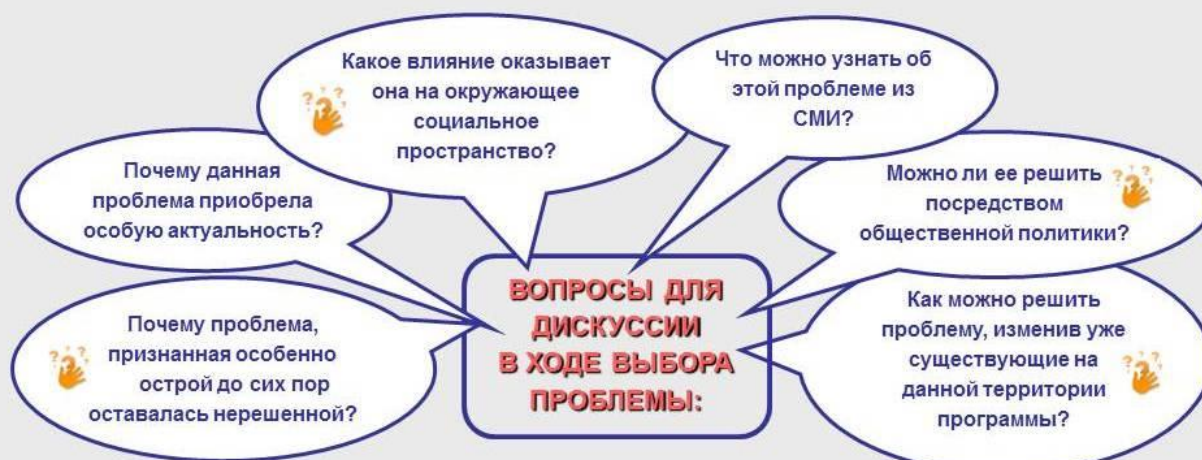 Какое влияние оказывает
она на окружающее
социальное
пространство?
Что можно узнать об
этой проблеме из
СМИ?
Почему данная
проблема приобрела
особую актуальность?
Можно ли ее решить
посредством
общественной политики?
ВОПРОСЫ ДЛЯ
ДИСКУССИИ
В ХОДЕ ВЫБОРА
ПРОБЛЕМЫ:
Почему проблема,
признанная особенно
острой до сих пор
оставалась нерешенной?
Как можно решить
проблему, изменив уже
существующие на
данной территории
программы?